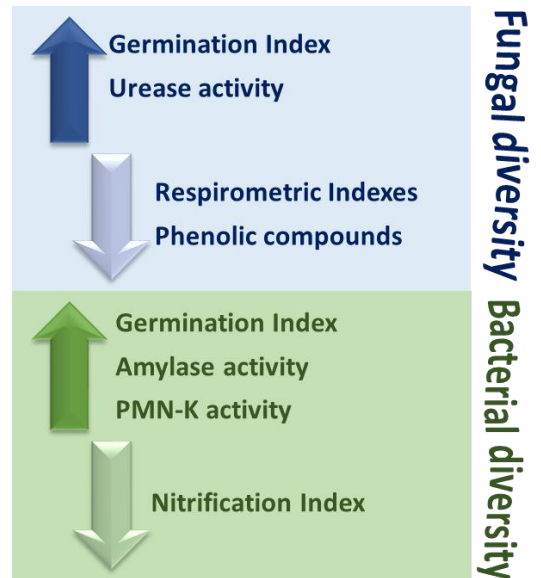 Germination Index
Urease activity
Respirometric Indexes
Phenolic compounds
Fungal diversity
Germination Index
Amylase activity
PMN-K activity
Nitrification Index
Bacterial diversity